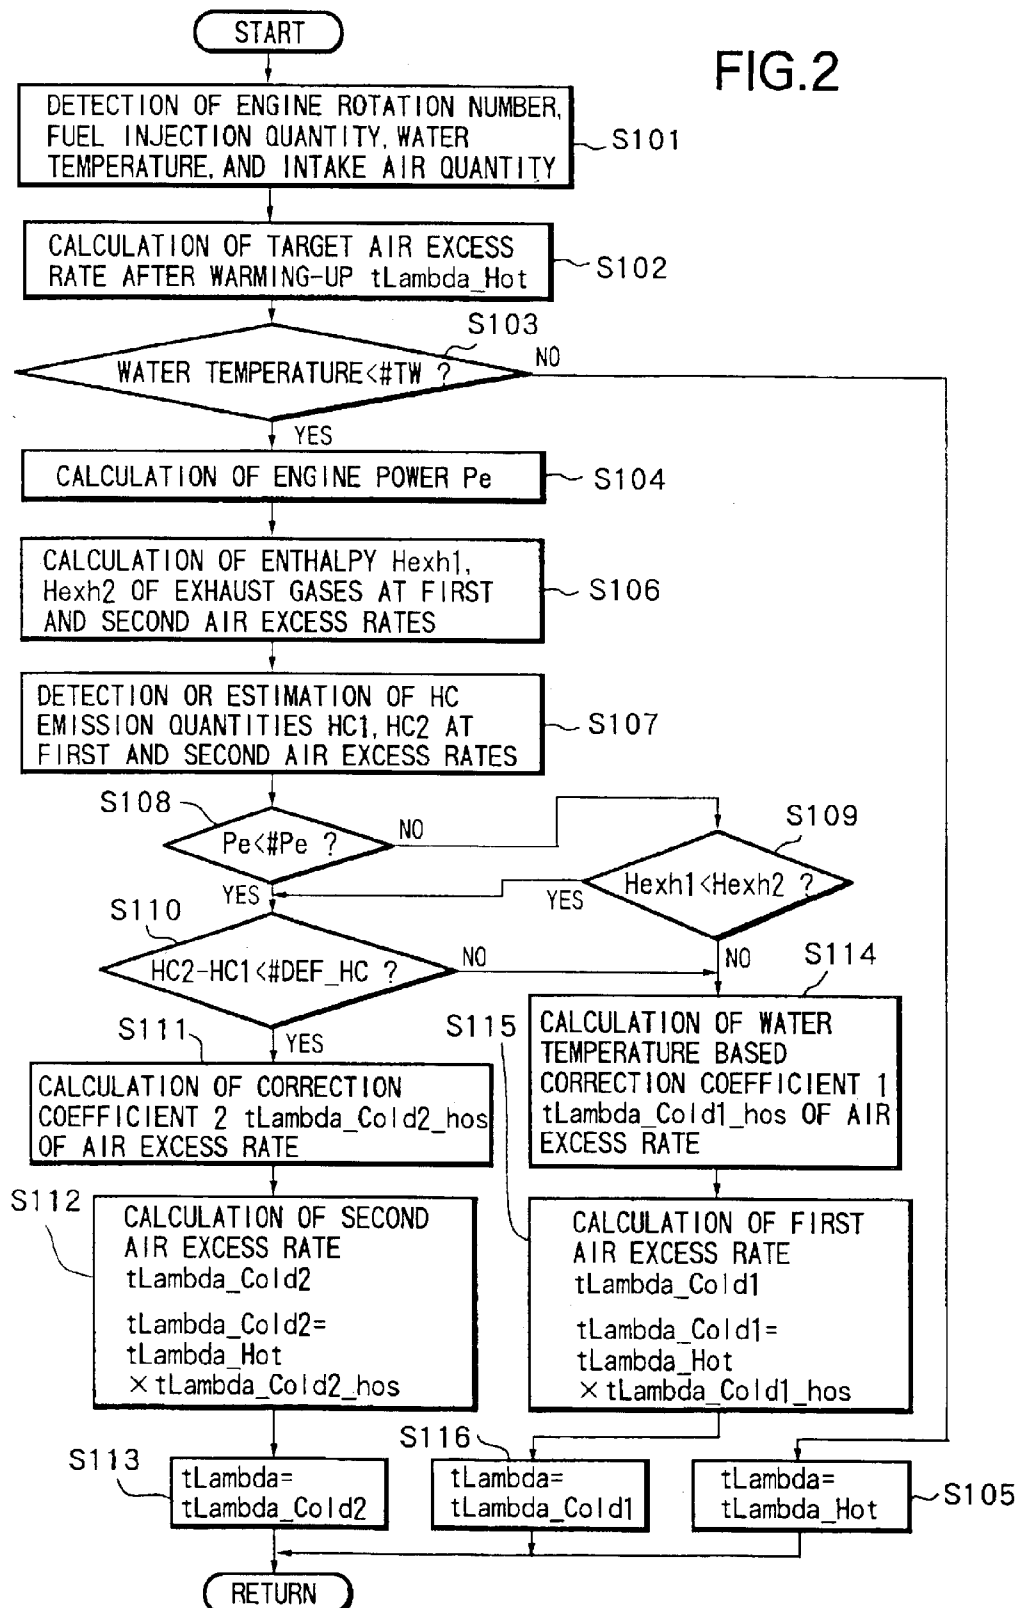 START
FIG.2
DETECTION OF ENGINE ROTATION NUMBER,
FUEL INJECTION QUANTITY, WATER
TEMPERATURE, AND INTAKE AIR QUANTITY
S101
CALCULATION OF TARGET AIR EXCESS
RATE AFTER WARMING-UP tLambda_Hot
S102
S103
WATER TEMPERATURE<#TW ?
NO
YES
CALCULATION OF ENGINE POWER Pe
S104
CALCULATION OF ENTHALPY Hexh1,
Hexh2 OF EXHAUST GASES AT FIRST
AND SECOND AIR EXCESS RATES
S106
DETECTION OR ESTIMATION OF HC
EMISSION QUANTITIES HC1, HC2 AT
FIRST AND SECOND AIR EXCESS RATES
S107
S108
Pe<#Pe ?
NO
YES
S109
Hexh1<Hexh2 ?
YES
NO
S110
HC2-HC1<#DEF_HC ?
NO
YES
S111
CALCULATION OF CORRECTION
COEFFICIENT 2 tLambda_Cold2_hos
OF AIR EXCESS RATE
S114
CALCULATION OF WATER
TEMPERATURE BASED
CORRECTION COEFFICIENT 1
tLambda_Cold1_hos OF AIR
EXCESS RATE
S112
CALCULATION OF SECOND
AIR EXCESS RATE
tLambda_Cold2
tLambda_Cold2=
tLambda_Hot
×tLambda_Cold2_hos
S115
CALCULATION OF FIRST
AIR EXCESS RATE
tLambda_Cold1
tLambda_Cold1=
tLambda_Hot
×tLambda_Cold1_hos
S113
tLambda=
tLambda_Cold2
S116
tLambda=
tLambda_Cold1
tLambda=
tLambda_Hot
S105
RETURN